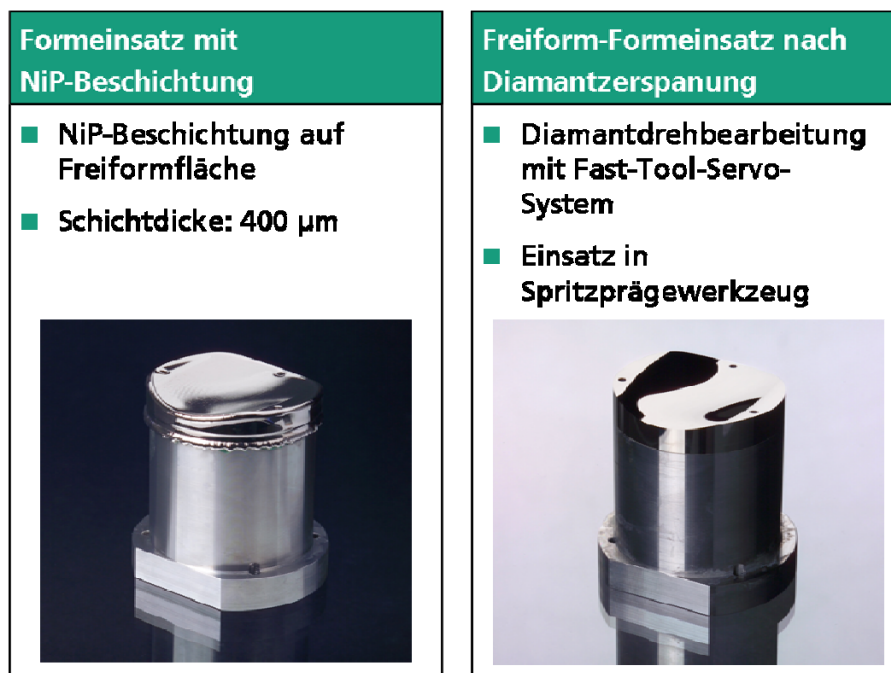 Formeinsatz mit
NiP-Beschichtung
NiP-Beschichtung auf
Freiformfläche
Schichtdicke: 400 µm
Freiform-Formeinsatz nach
Diamantzerspanung
Diamantdrehbearbeitung
mit Fast-Tool-Servo-
System
Einsatz in
Spritzprägewerkzeug